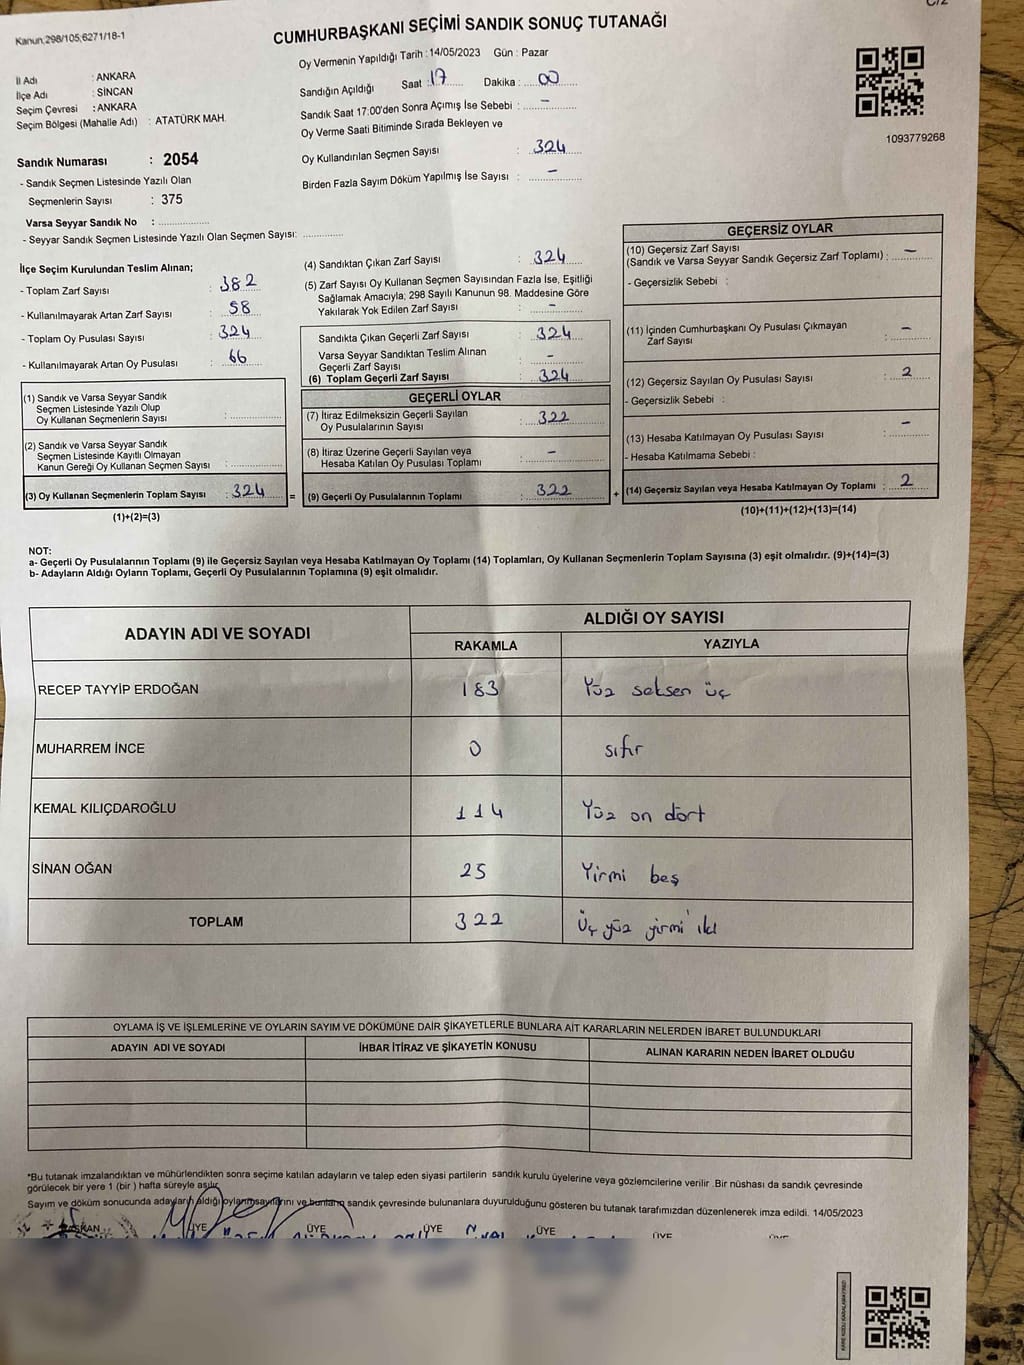 C/2
Kanun;298/105;6271/18-1
CUMHURBAŞKANI SEÇİMİ SANDIK SONUÇ TUTANAĞI
Oy Vermenin Yapıldığı Tarih :14/05/2023 Gün : Pazar
İl Adı : ANKARA
İlçe Adı : SİNCAN
Seçim Çevresi : ANKARA
Seçim Bölgesi (Mahalle Adı) : ATATÜRK MAH.
Sandık Numarası : 2054
- Sandık Seçmen Listesinde Yazılı Olan
Seçmenlerin Sayısı : 375
Varsa Seyyar Sandık No : ....................
- Seyyar Sandık Seçmen Listesinde Yazılı Olan Seçmen Sayısı: ...............
Sandığın Açıldığı Saat : 17 Dakika : 00
Sandık Saat 17:00'den Sonra Açımış İse Sebebi : -
Oy Verme Saati Bitiminde Sırada Bekleyen ve
Oy Kullandırılan Seçmen Sayısı : 324
Birden Fazla Sayım Döküm Yapılmış İse Sayısı : -
1093779268
İlçe Seçim Kurulundan Teslim Alınan;
- Toplam Zarf Sayısı : 382
- Kullanılmayarak Artan Zarf Sayısı : 58
- Toplam Oy Pusulası Sayısı : 324
- Kullanılmayarak Artan Oy Pusulası : 66
(1) Sandık ve Varsa Seyyar Sandık
Seçmen Listesinde Yazılı Olup
Oy Kullanan Seçmenlerin Sayısı : ...............
(2) Sandık ve Varsa Seyyar Sandık
Seçmen Listesinde Kayıtlı Olmayan
Kanun Gereği Oy Kullanan Seçmen Sayısı : ...............
(3) Oy Kullanan Seçmenlerin Toplam Sayısı : 324 =
(1)+(2)=(3)
(4) Sandıktan Çıkan Zarf Sayısı : 324
(5) Zarf Sayısı Oy Kullanan Seçmen Sayısından Fazla İse, Eşitliği
Sağlamak Amacıyla; 298 Sayılı Kanunun 98. Maddesine Göre
Yakılarak Yok Edilen Zarf Sayısı : -
Sandıkta Çıkan Geçerli Zarf Sayısı : 324
Varsa Seyyar Sandıktan Teslim Alınan
Geçerli Zarf Sayısı : -
(6) Toplam Geçerli Zarf Sayısı : 324
GEÇERLİ OYLAR
(7) İtiraz Edilmeksizin Geçerli Sayılan
Oy Pusulalarının Sayısı : 322
(8) İtiraz Üzerine Geçerli Sayılan ve
Hesaba Katılan Oy Pusulası Toplamı : -
(9) Geçerli Oy Pusulalarının Toplamı : 322 +
GEÇERSİZ OYLAR
(10) Geçersiz Zarf Sayısı
(Sandık ve Varsa Seyyar Sandık Geçersiz Zarf Toplamı) : -
- Geçersizlik Sebebi :
(11) İçinden Cumhurbaşkanı Oy Pusulası Çıkmayan
Zarf Sayısı : -
(12) Geçersiz Sayılan Oy Pusulası Sayısı : 2
- Geçersizlik Sebebi :
(13) Hesaba Katılmayan Oy Pusulası Sayısı : -
- Hesaba Katılmama Sebebi :
(14) Geçersiz Sayılan veya Hesaba Katılmayan Oy Toplamı : 2
(10)+(11)+(12)+(13)=(14)
NOT:
a- Geçerli Oy Pusulalarının Toplamı (9) ile Geçersiz Sayılan veya Hesaba Katılmayan Oy Toplamı (14) Toplamları, Oy Kullanan Seçmenlerin Toplam Sayısına (3) eşit olmalıdır. (9)+(14)=(3)
b- Adayların Aldığı Oyların Toplamı, Geçerli Oy Pusulalarının Toplamına (9) eşit olmalıdır.
ADAYIN ADI VE SOYADI ALDIĞI OY SAYISI
RAKAMLA YAZIYLA
RECEP TAYYİP ERDOĞAN 183 Yüz seksen üç
MUHARREM İNCE 0 sıfır
KEMAL KILIÇDAROĞLU 114 Yüz on dört
SİNAN OĞAN 25 Yirmi beş
TOPLAM 322 Üç yüz yirmi iki
OYLAMA İŞ VE İŞLEMLERİNE VE OYLARIN SAYIM VE DÖKÜMÜNE DAİR ŞİKAYETLERLE BUNLARA AİT KARARLARIN NELERDEN İBARET BULUNDUKLARI
ADAYIN ADI VE SOYADI İHBAR İTİRAZ VE ŞİKAYETİN KONUSU ALINAN KARARIN NEDEN İBARET OLDUĞU
*Bu tutanak imzalandıktan ve mühürlendikten sonra seçime katılan adayların ve talep eden siyasi partilerin sandık kurulu üyelerine veya gözlemcilerine verilir .Bir nüshası da sandık çevresinde
görülecek bir yere 1 (bir ) hafta süreyle asılır.
Sayım ve döküm sonucunda adayların aldığı oyların sayılarını ve bunların sandık çevresinde bulunanlara duyurulduğunu gösteren bu tutanak tarafımızdan düzenlenerek imza edildi. 14/05/2023
BAŞKAN ÜYE ÜYE ÜYE ÜYE ÜYE ÜYE